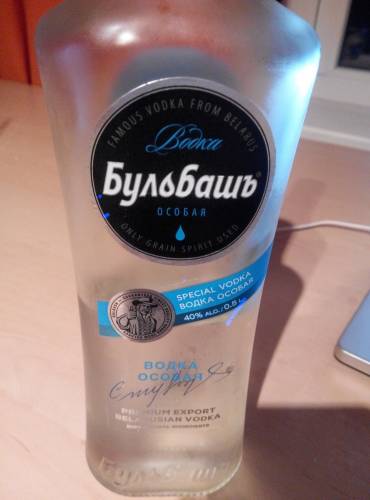 FAMOUS VODKA FROM BELARUS
Водка
Бульбашъ®
ОСОБАЯ
ONLY GRAIN SPIRIT USED
SPECIAL VODKA
ВОДКА ОСОБАЯ
40% ALC./0.5 L
ВОДКА
ОСОБАЯ
PREMIUM EXPORT
BELARUSIAN VODKA
Бульбашъ